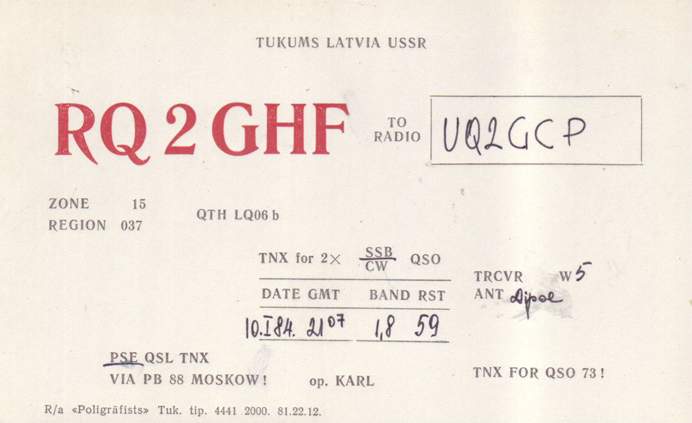 TUKUMS LATVIA USSR
RQ 2 GHF
TO RADIO UQ2GCP
ZONE 15
REGION 037
QTH LQ06 b
TNX for 2× SSB/CW QSO
TRCVR W 5
ANT Dipol
DATE GMT BAND RST
10.I 84. 21 07 1,8 59
PSE QSL TNX
VIA PB 88 MOSKOW!
op. KARL
TNX FOR QSO 73!
R/a «Poligrāfists» Tuk. tip. 4441 2000. 81.22.12.